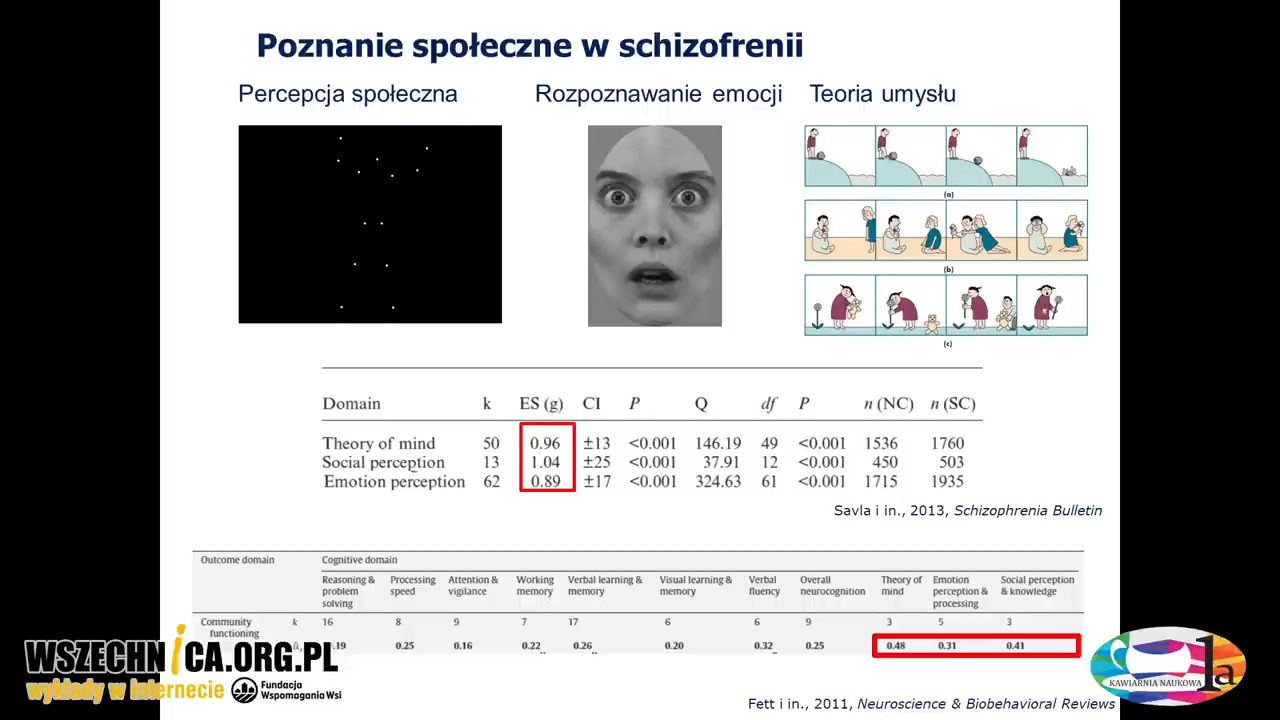 Poznanie społeczne w schizofrenii
Percepcja społeczna Rozpoznawanie emocji Teoria umysłu
(a)
(b)
(c)
Domain k ES (g) CI P Q df P n (NC) n (SC)
Theory of mind 50 0.96 ±13 <0.001 146.19 49 <0.001 1536 1760
Social perception 13 1.04 ±25 <0.001 37.91 12 <0.001 450 503
Emotion perception 62 0.89 ±17 <0.001 324.63 61 <0.001 1715 1935
Savla i in., 2013, Schizophrenia Bulletin
Outcome domain Cognitive domain
Reasoning & Processing Attention & Working Verbal learning & Visual learning & Verbal Overall Theory of Emotion Social perception
problem speed vigilance memory memory memory fluency neurocognition mind perception & & knowledge
solving processing
Community k 16 8 9 7 17 6 6 9 3 5 3
functioning
.19 0.25 0.16 0.22 0.26 0.20 0.32 0.25 0.48 0.31 0.41
WSZECHNICA.ORG.PL
wykłady w Internecie
Fundacja
Wspomagania Wsi
KAWIARNIA NAUKOWA 1a
Fett i in., 2011, Neuroscience & Biobehavioral Reviews